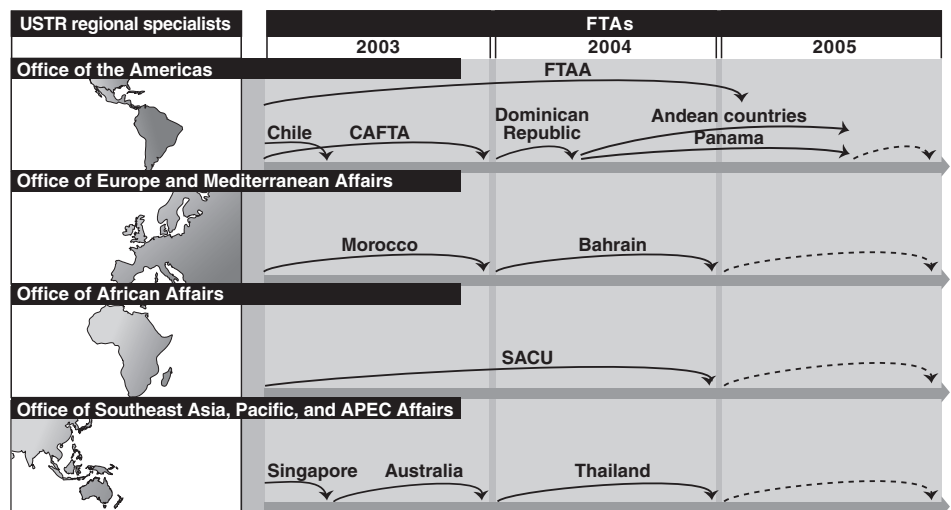 USTR regional specialists
FTAs
2003
2004
2005
Office of the Americas
FTAA
Chile
CAFTA
Dominican
Republic
Andean countries
Panama
Office of Europe and Mediterranean Affairs
Morocco
Bahrain
Office of African Affairs
SACU
Office of Southeast Asia, Pacific, and APEC Affairs
Singapore
Australia
Thailand